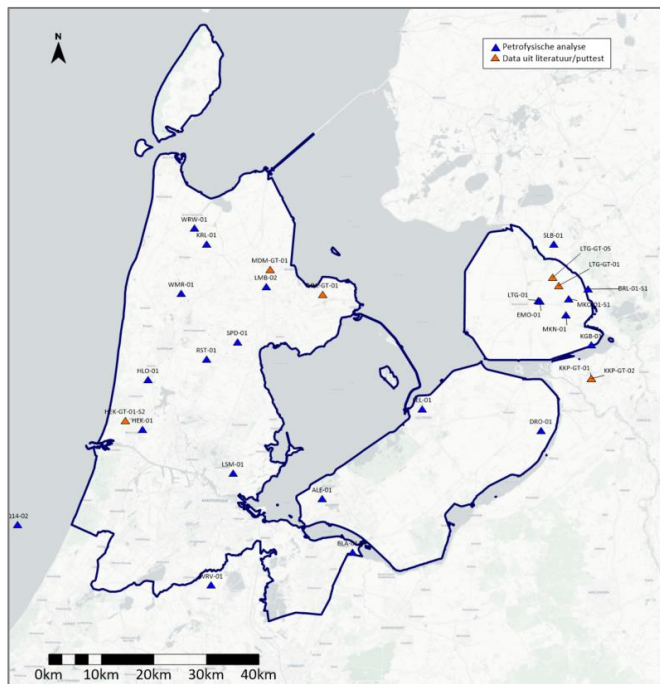 N
Petrofysische analyse
Data uit literatuur/puttest
WRW-01
KRL-01
SLB-01
LTG-GT-05
LTG-GT-01
MDM-GT-01
LMB-02
WMR-01
BRL-01-S1
LTG-01
EMO-01
MKN-01
SPD-01
KGB-01
RST-01
HLO-01
KKP-GT-01
KKP-GT-02
HEK-GT-01-S2
HEK-01
DRO-01
LSM-01
ALE-01
0km
10km
20km
30km
40km